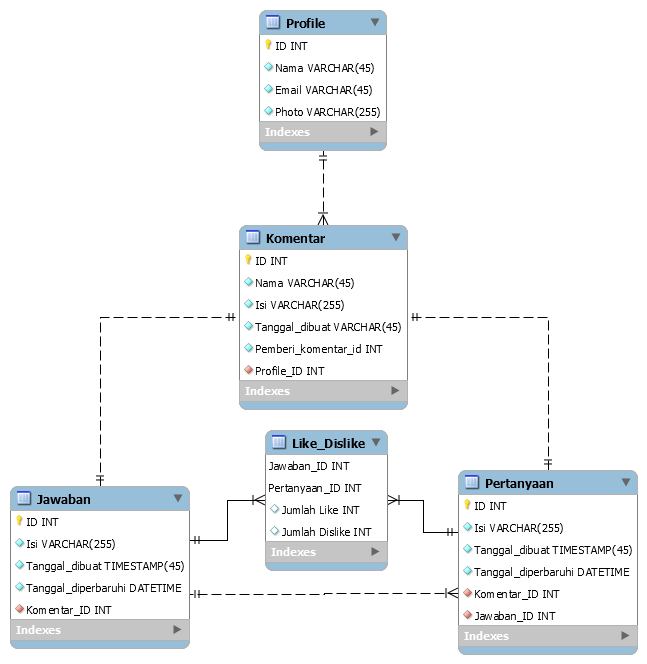 Profile
ID INT
Nama VARCHAR(45)
Email VARCHAR(45)
Photo VARCHAR(255)
Indexes
Komentar
ID INT
Nama VARCHAR(45)
Isi VARCHAR(255)
Tanggal_dibuat VARCHAR(45)
Pemberi_komentar_id INT
Profile_ID INT
Indexes
Like_Dislike
Jawaban_ID INT
Pertanyaan_ID INT
Jumlah Like INT
Jumlah Dislike INT
Indexes
Jawaban
ID INT
Isi VARCHAR(255)
Tanggal_dibuat TIMESTAMP(45)
Tanggal_diperbaruhi DATETIME
Komentar_ID INT
Indexes
Pertanyaan
ID INT
Isi VARCHAR(255)
Tanggal_dibuat TIMESTAMP(45)
Tanggal_diperbaruhi DATETIME
Komentar_ID INT
Jawaban_ID INT
Indexes